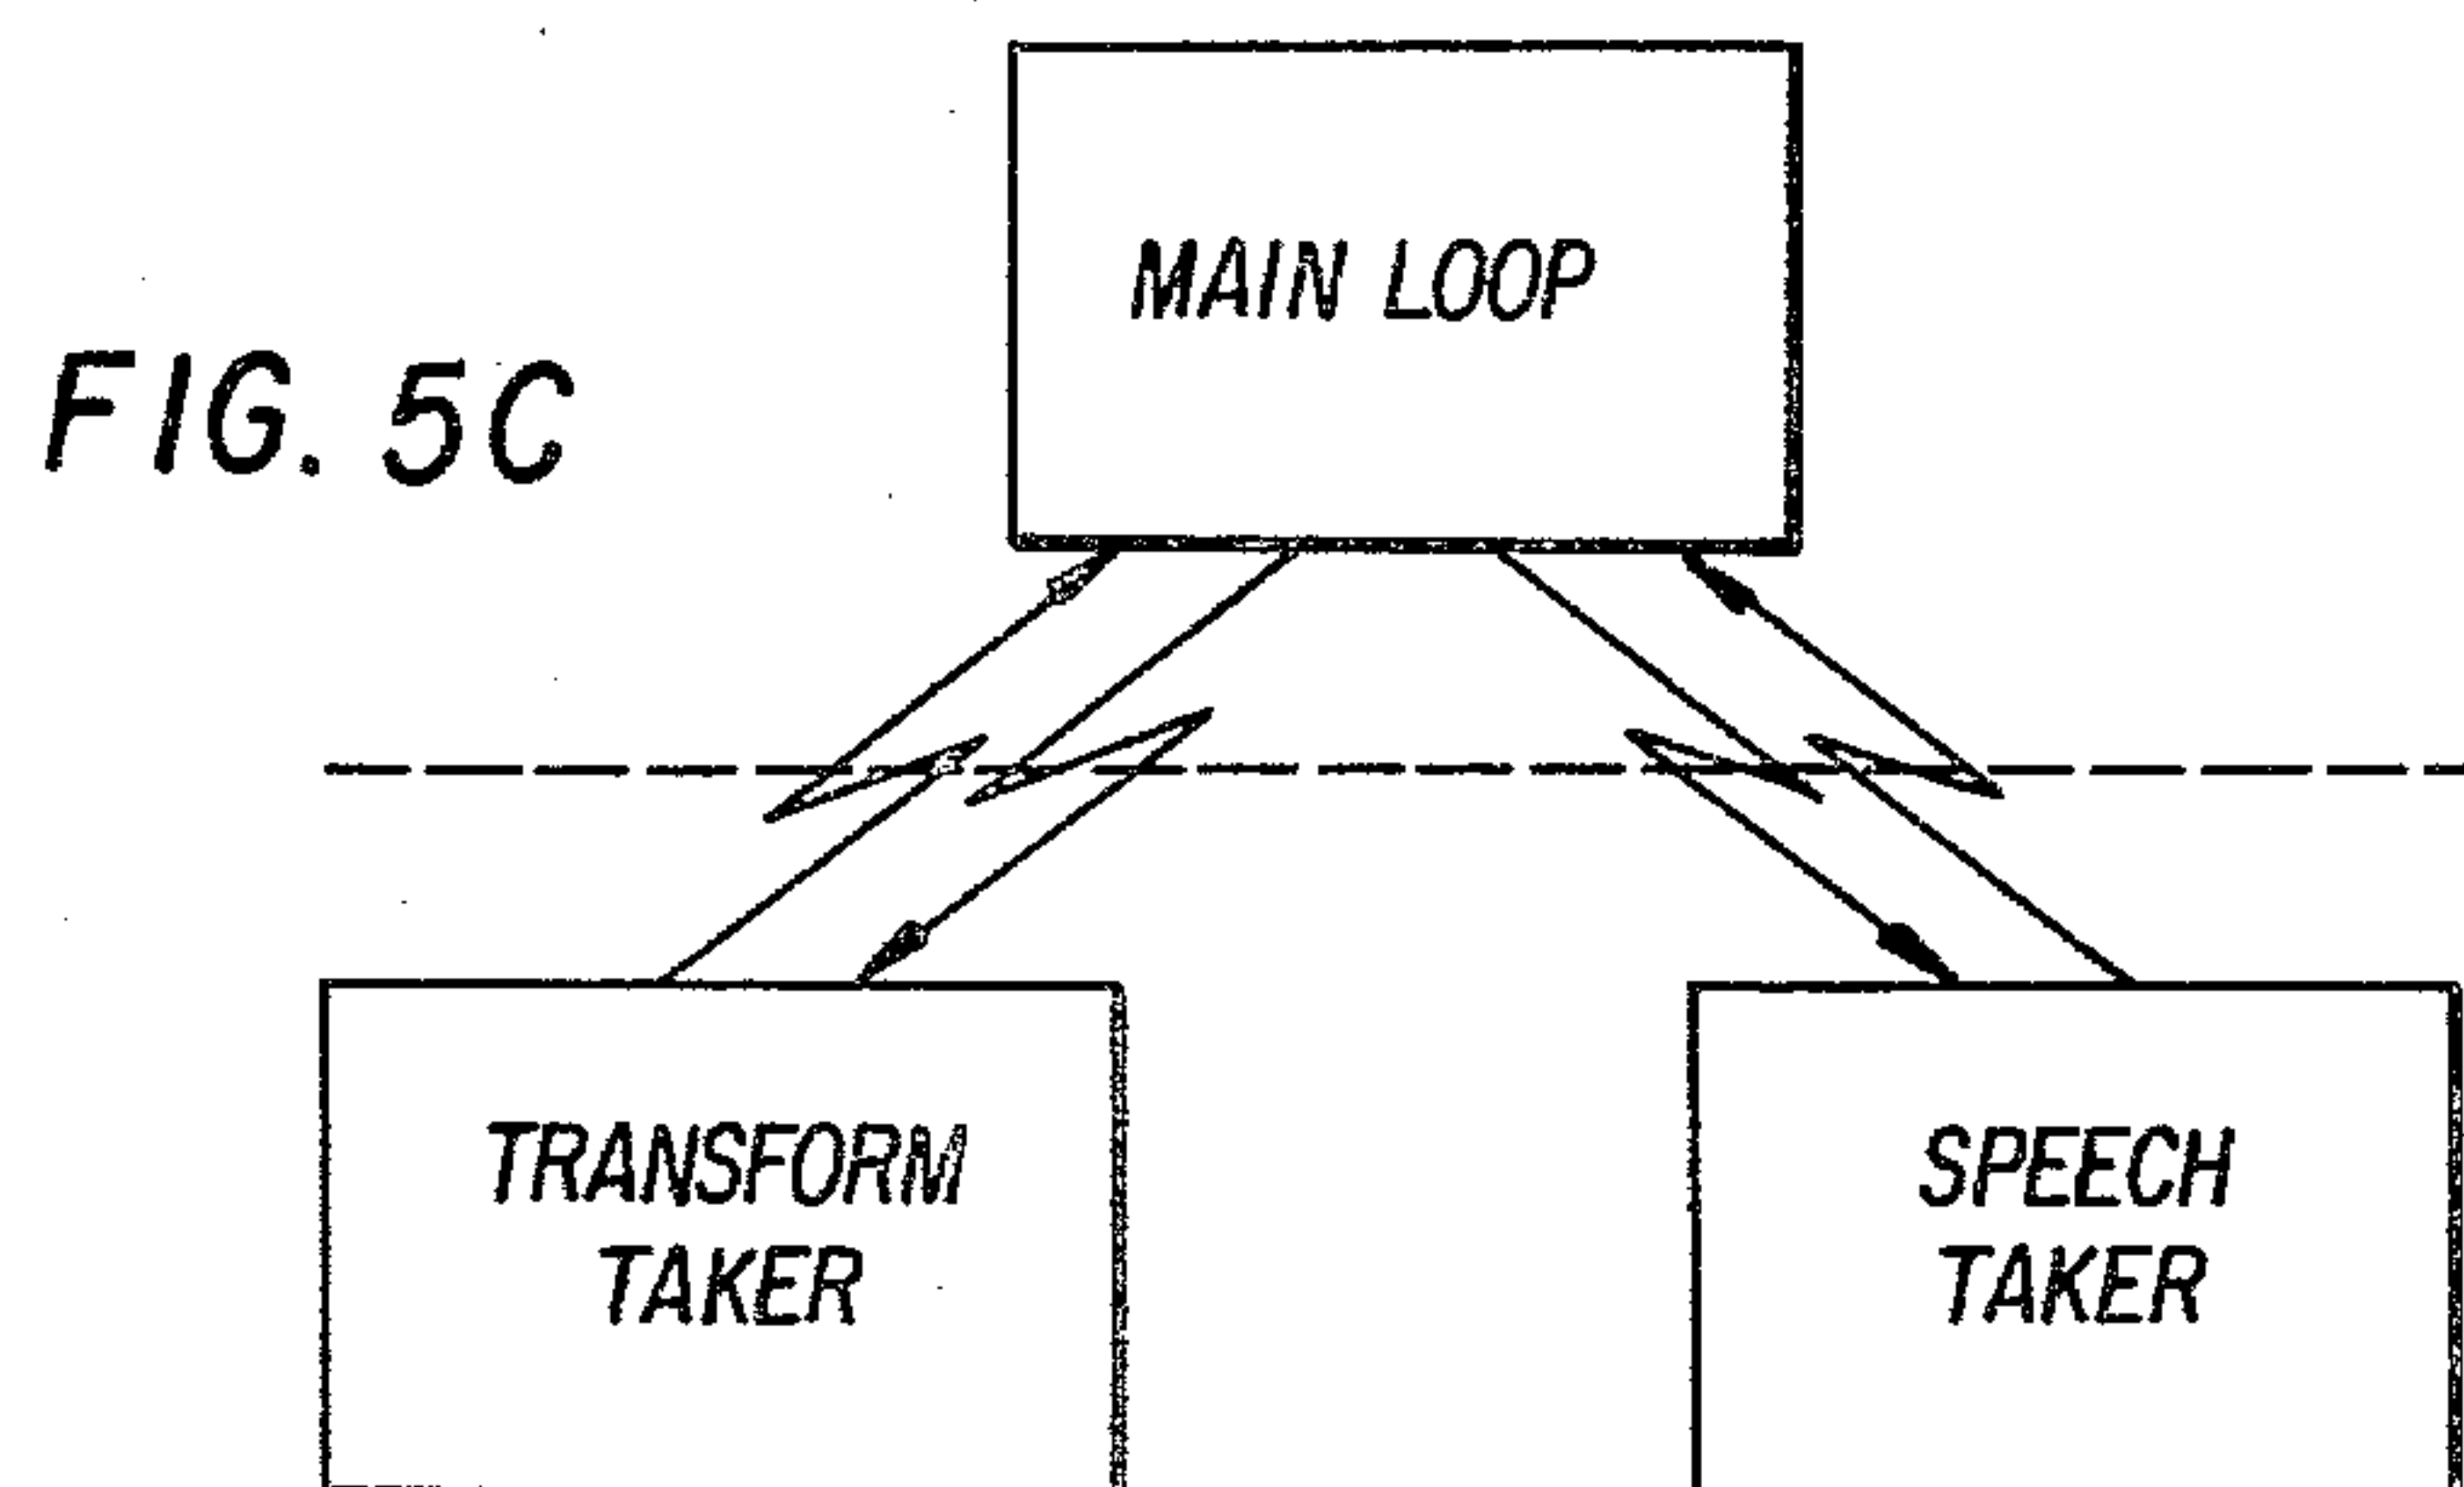 MAIN LOOP
FIG. 5C
TRANSFORM
TAKER
SPEECH
TAKER